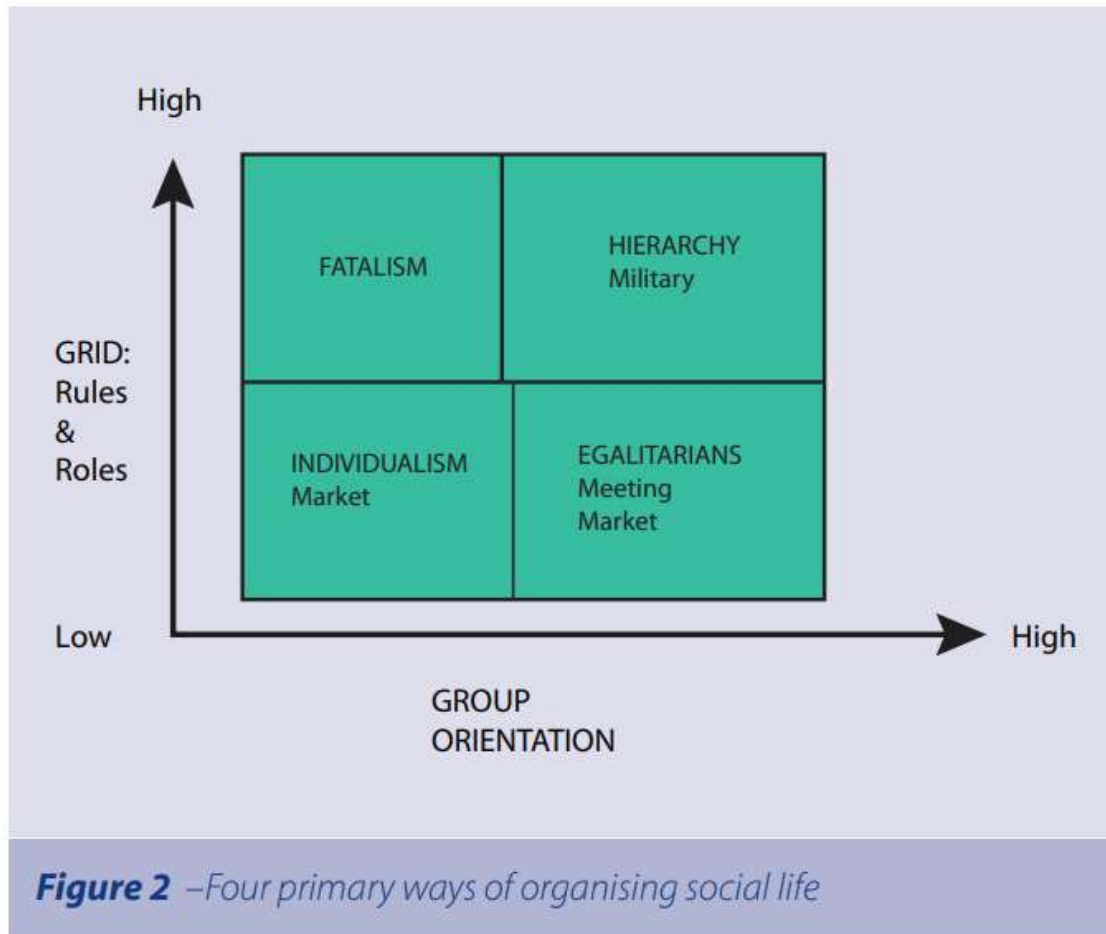 High
FATALISM
HIERARCHY
Military
GRID:
Rules
&
Roles
INDIVIDUALISM
Market
EGALITARIANS
Meeting
Market
Low
High
GROUP
ORIENTATION
Figure 2 –Four primary ways of organising social life